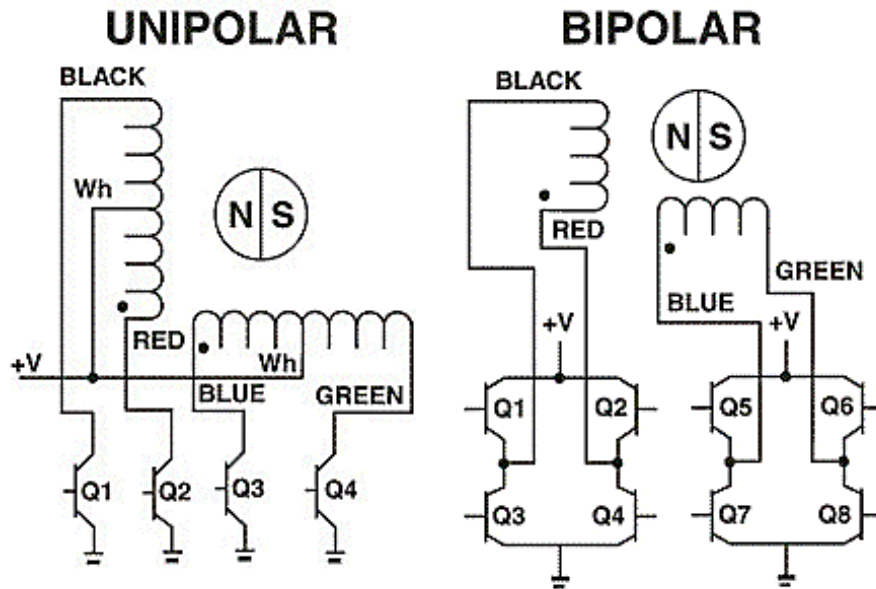 UNIPOLAR
BLACK
Wh
N S
RED
+V
Wh
BLUE
GREEN
Q1
Q2
Q3
Q4
BIPOLAR
BLACK
N S
RED
GREEN
BLUE
+V
+V
Q1
Q2
Q5
Q6
Q3
Q4
Q7
Q8